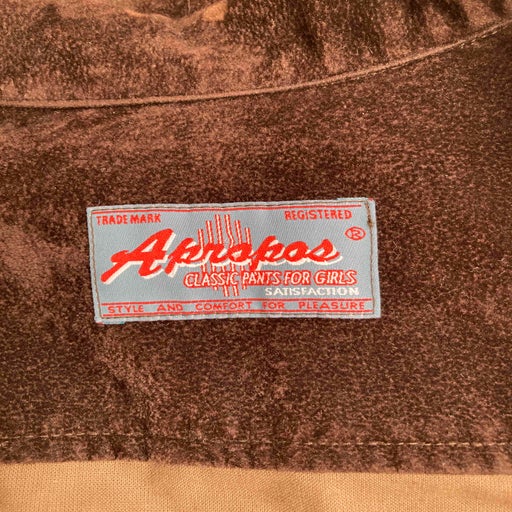 TRADE MARK REGISTERED
Apropos ®
CLASSIC PANTS FOR GIRLS
SATISFACTION
STYLE AND COMFORT FOR PLEASURE